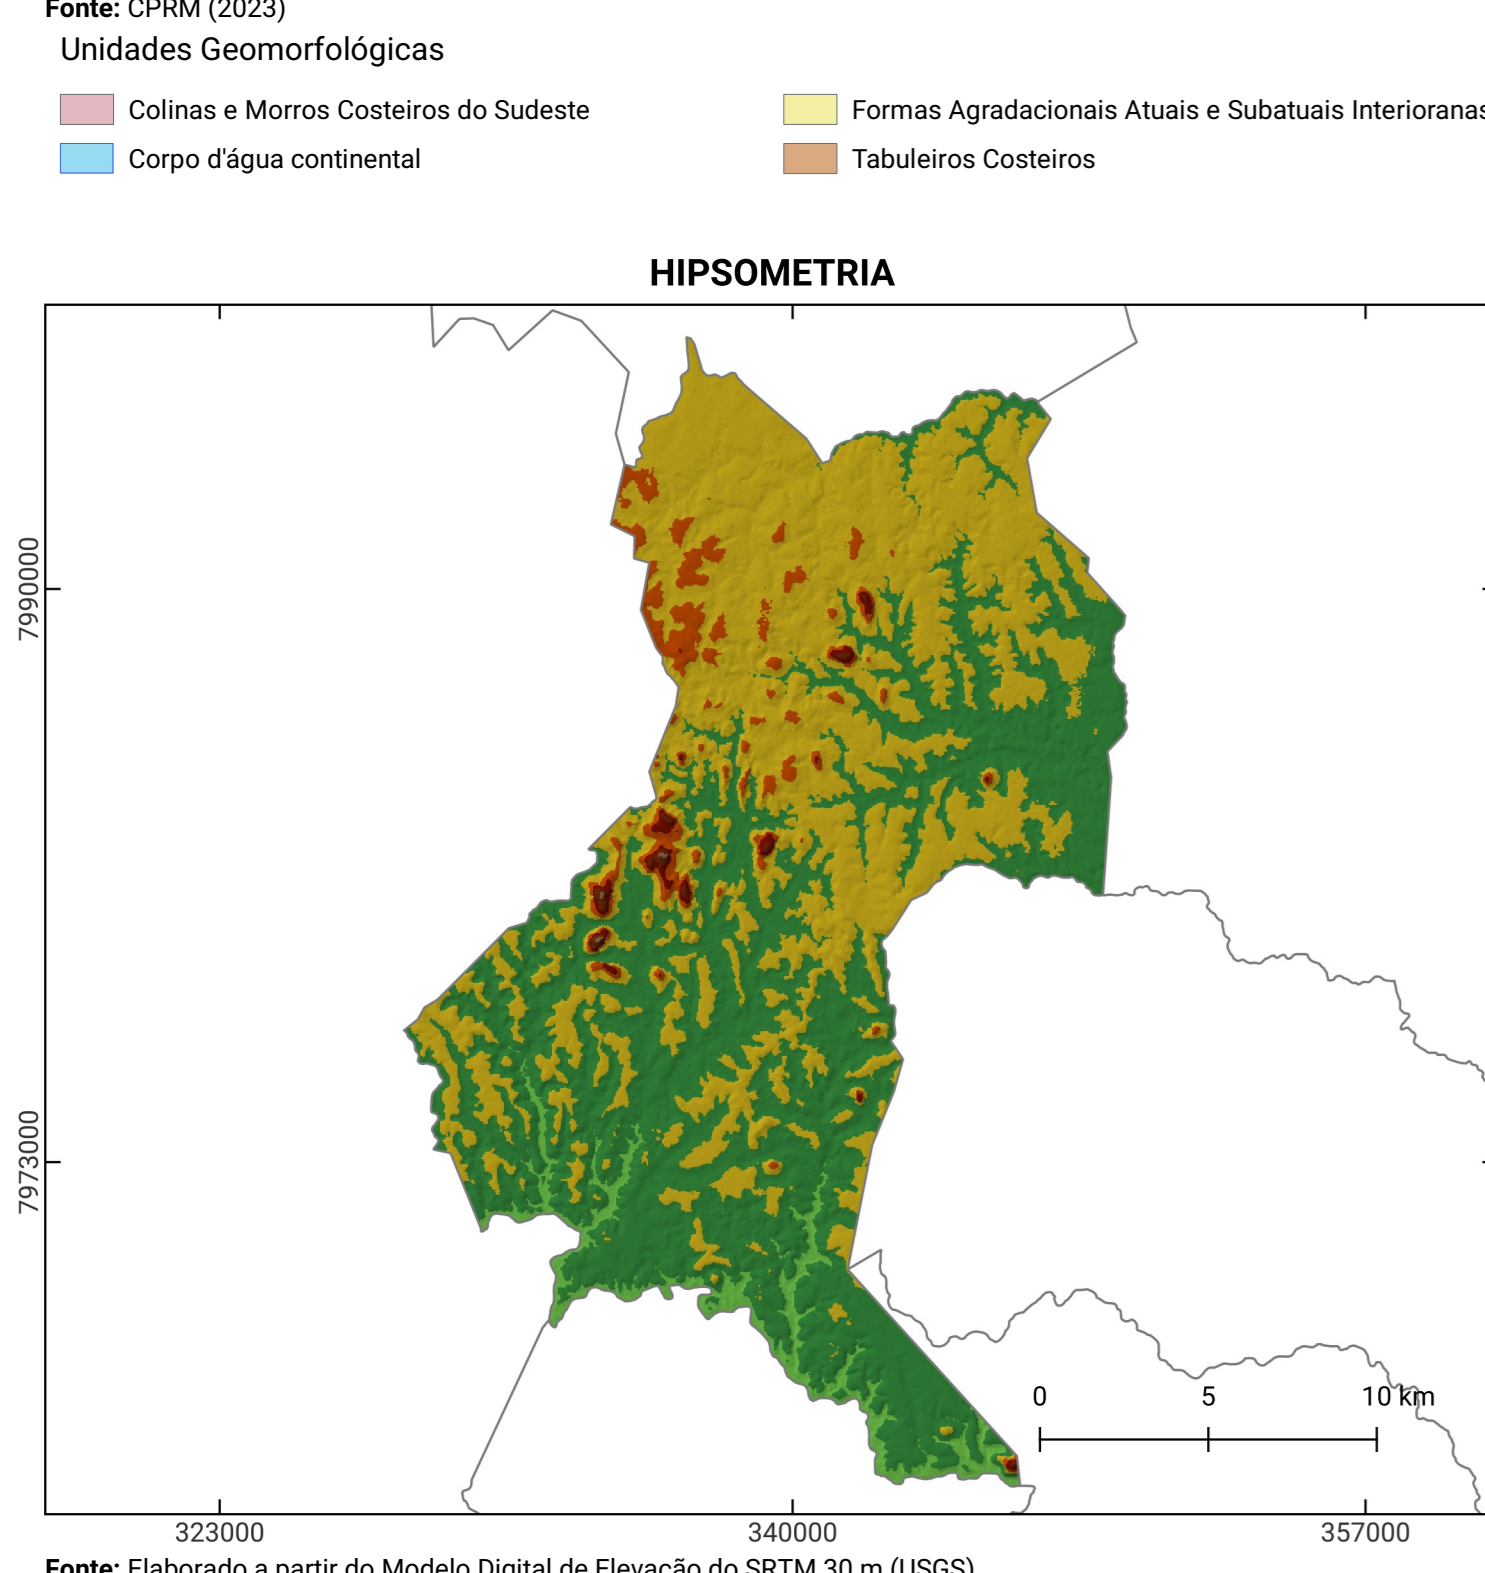 Fonte: CPRM (2023)
Unidades Geomorfológicas
Colinas e Morros Costeiros do Sudeste
Formas Agradacionais Atuais e Subatuais Interioranas
Corpo d'água continental
Tabuleiros Costeiros
HIPSOMETRIA
7990000
7973000
0 5 10 km
323000 340000 357000
Fonte: Elaborado a partir do Modelo Digital de Elevação do SRTM 30 m (USGS)